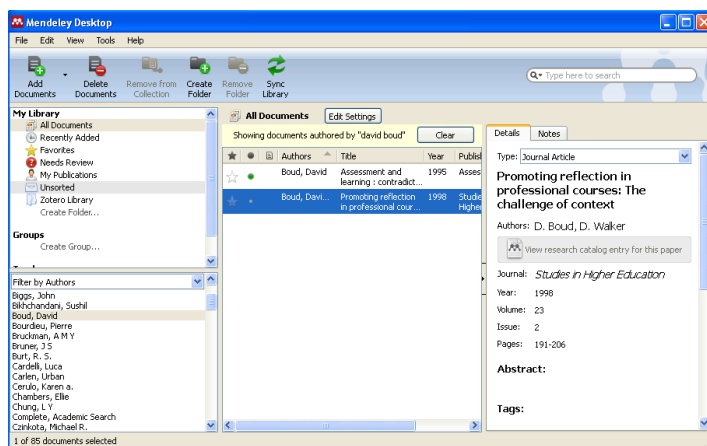 Mendeley Desktop
File Edit View Tools Help
Add Documents
Delete Documents
Remove from Collection
Create Folder
Remove Folder
Sync Library
Type here to search
My Library
All Documents
Recently Added
Favorites
Needs Review
My Publications
Unsorted
Zotero Library
Create Folder...
Groups
Create Group...
Filter by Authors
Biggs, John
Bikhchandani, Sushil
Boud, David
Bourdieu, Pierre
Bruckman, A M Y
Bruner, J S
Burt, R. S.
Cardelli, Luca
Carlen, Urban
Cerulo, Karen a.
Chambers, Ellie
Chung, L Y
Complete, Academic Search
Czinkota, Michael R.
All Documents Edit Settings
Showing documents authored by "david boud" Clear
Authors Title Year Publish
Boud, David Assessment and 1995 Asses
learning : contradict...
Boud, Davi... Promoting reflection 1998 Studie
in professional cour... Higher
Details Notes
Type: Journal Article
Promoting reflection in
professional courses: The
challenge of context
Authors: D. Boud, D. Walker
View research catalog entry for this paper
Journal: Studies in Higher Education
Year: 1998
Volume: 23
Issue: 2
Pages: 191-206
Abstract:
Tags:
1 of 85 documents selected